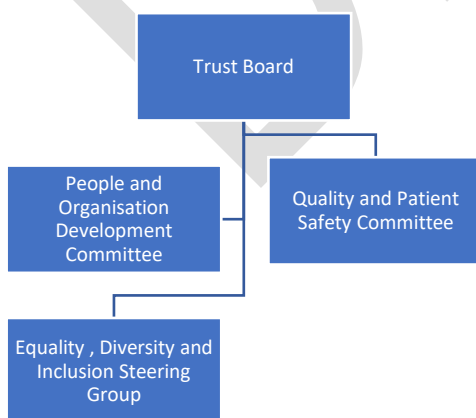 Trust Board
People and
Organisation
Development
Committee
Quality and Patient
Safety Committee
Equality , Diversity and
Inclusion Steering
Group